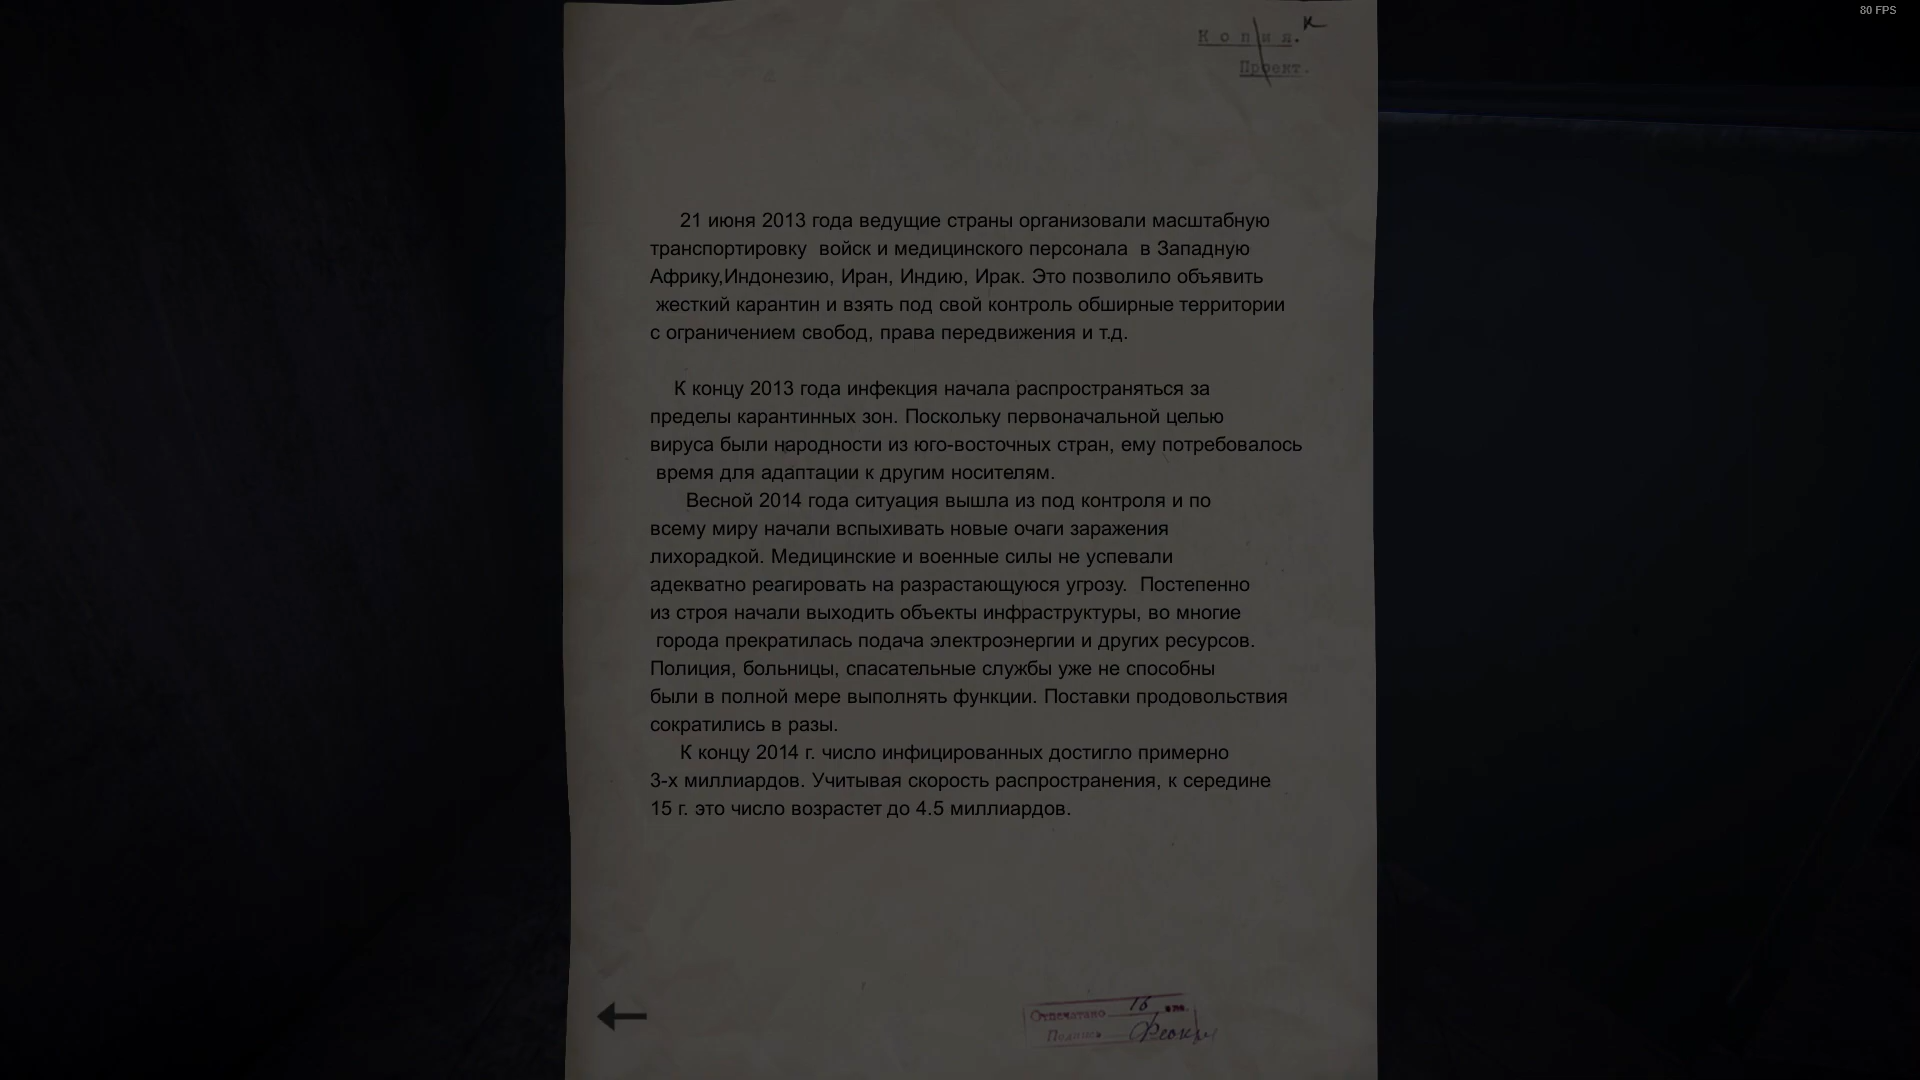 80 FPS
Копия.
Проект.
21 июня 2013 года ведущие страны организовали масштабную
транспортировку войск и медицинского персонала в Западную
Африку,Индонезию, Иран, Индию, Ирак. Это позволило объявить
жесткий карантин и взять под свой контроль обширные территории
с ограничением свобод, права передвижения и т.д.
К концу 2013 года инфекция начала распространяться за
пределы карантинных зон. Поскольку первоначальной целью
вируса были народности из юго-восточных стран, ему потребовалось
время для адаптации к другим носителям.
Весной 2014 года ситуация вышла из под контроля и по
всему миру начали вспыхивать новые очаги заражения
лихорадкой. Медицинские и военные силы не успевали
адекватно реагировать на разрастающуюся угрозу. Постепенно
из строя начали выходить объекты инфраструктуры, во многие
города прекратилась подача электроэнергии и других ресурсов.
Полиция, больницы, спасательные службы уже не способны
были в полной мере выполнять функции. Поставки продовольствия
сократились в разы.
К концу 2014 г. число инфицированных достигло примерно
3-х миллиардов. Учитывая скорость распространения, к середине
15 г. это число возрастет до 4.5 миллиардов.
Отпечатано 16 экз.
Подпись